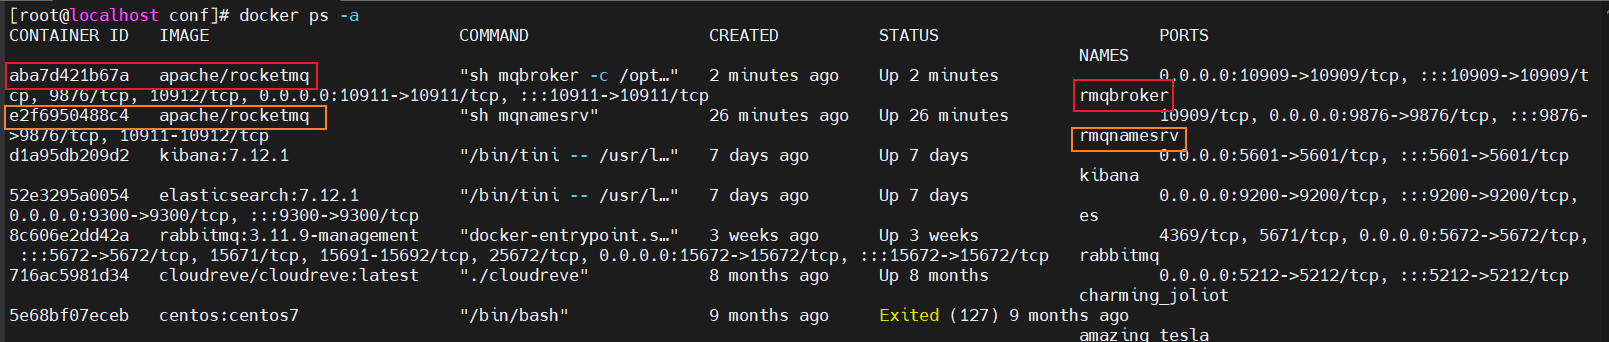 [root@localhost conf]# docker ps -a
CONTAINER ID   IMAGE                         COMMAND                  CREATED          STATUS                      PORTS
NAMES
aba7d421b67a   apache/rocketmq               "sh mqbroker -c /opt…"   2 minutes ago    Up 2 minutes                0.0.0.0:10909->10909/tcp, :::10909->10909/t
cp, 9876/tcp, 10912/tcp, 0.0.0.0:10911->10911/tcp, :::10911->10911/tcp   rmqbroker
e2f6950488c4   apache/rocketmq               "sh mqnamesrv"           26 minutes ago   Up 26 minutes               10909/tcp, 0.0.0.0:9876->9876/tcp, :::9876-
>9876/tcp, 10911-10912/tcp   rmqnamesrv
d1a95db209d2   kibana:7.12.1                 "/bin/tini -- /usr/l…"   7 days ago       Up 7 days                   0.0.0.0:5601->5601/tcp, :::5601->5601/tcp
kibana
52e3295a0054   elasticsearch:7.12.1          "/bin/tini -- /usr/l…"   7 days ago       Up 7 days                   0.0.0.0:9200->9200/tcp, :::9200->9200/tcp,
0.0.0.0:9300->9300/tcp, :::9300->9300/tcp   es
8c606e2dd42a   rabbitmq:3.11.9-management    "docker-entrypoint.s…"   3 weeks ago      Up 3 weeks                  4369/tcp, 5671/tcp, 0.0.0.0:5672->5672/tcp,
:::5672->5672/tcp, 15671/tcp, 15691-15692/tcp, 25672/tcp, 0.0.0.0:15672->15672/tcp, :::15672->15672/tcp   rabbitmq
716ac5981d34   cloudreve/cloudreve:latest    "./cloudreve"            8 months ago     Up 8 months                 0.0.0.0:5212->5212/tcp, :::5212->5212/tcp
charming_joliot
5e68bf07eceb   centos:centos7                "/bin/bash"              9 months ago     Exited (127) 9 months ago
amazing_tesla